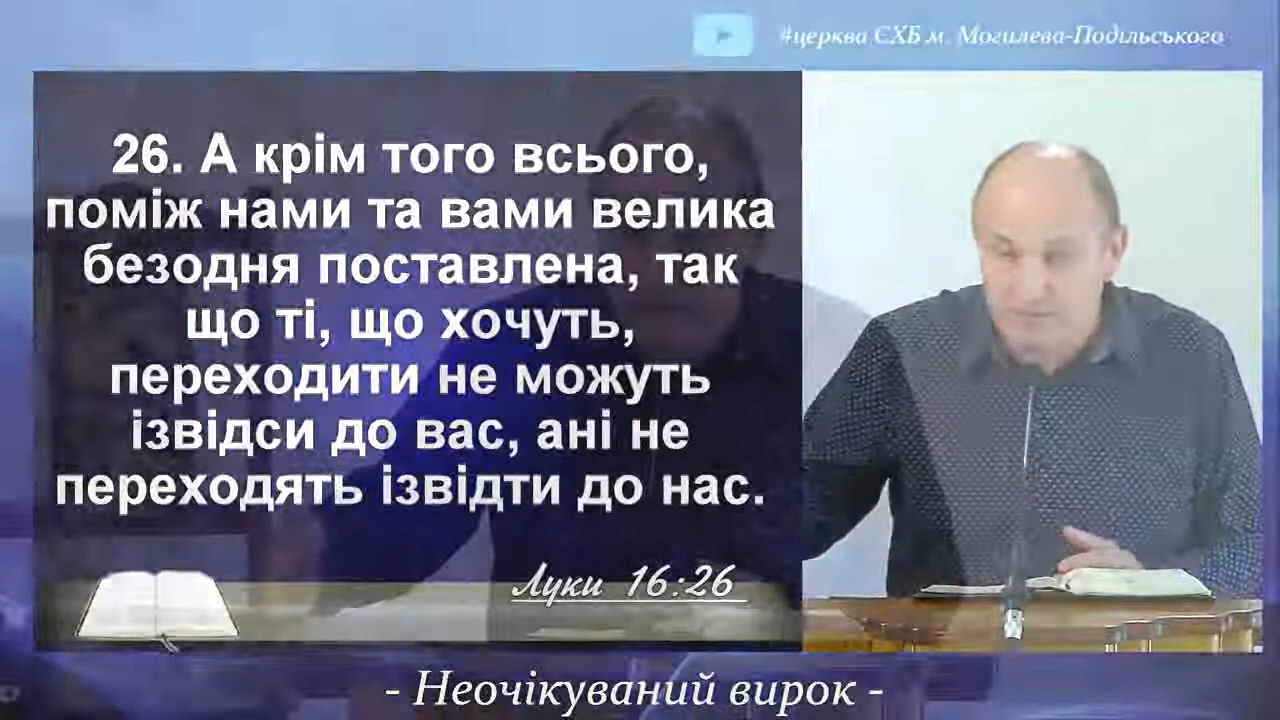 #церква ЄХБ м. Могилева-Подільського
26. А крім того всього,
поміж нами та вами велика
безодня поставлена, так
що ті, що хочуть,
переходити не можуть
ізвідси до вас, ані не
переходять ізвідти до нас.
Луки 16:26
- Неочікуваний вирок -